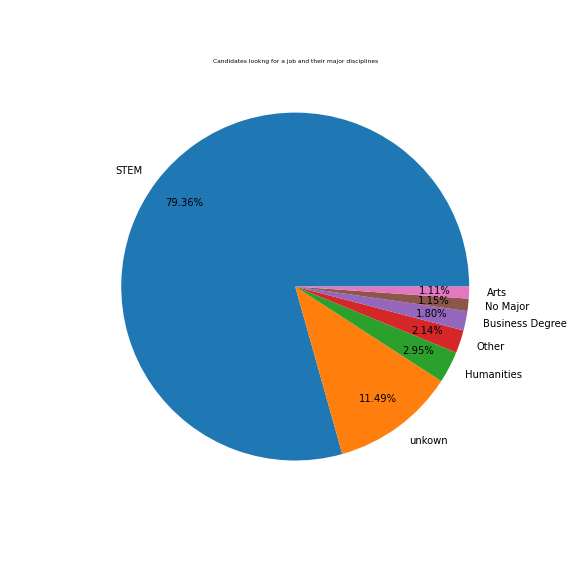 Candidates lookng for a job and their major disciplines
STEM
79.36%
1.11%
Arts
1.15%
No Major
1.80%
Business Degree
2.14%
Other
2.95%
Humanities
11.49%
unkown